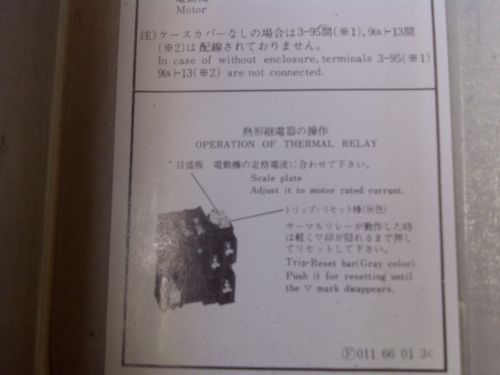 電動機
Motor
注)ケースカバーなしの場合は3-95間(※1),9(a)-13間
(※2)は配線されておりません。
In case of without enclosure, terminals 3-95(※1)
9(a)-13(※2) are not connected.
熱形継電器の操作
OPERATION OF THERMAL RELAY
目盛板 電動機の定格電流に合わせて下さい。
Scale plate
Adjust it to motor rated current.
トリップ・リセット棒(灰色)
サーマルリレーが動作した時
は軽く▽印が隠れるまで押し
てリセットして下さい。
Trip-Reset bar(Gray color)
Push it for resetting until
the ▽ mark disappears.
Ⓕ011 66 01 3c